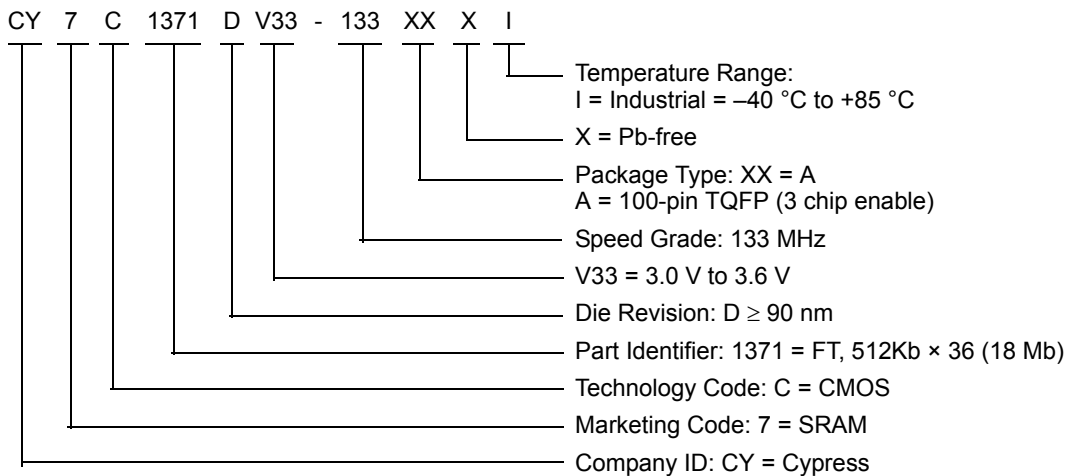 CY 7 C 1371 D V33 - 133 XX X I
Temperature Range:
I = Industrial = –40 °C to +85 °C
X = Pb-free
Package Type: XX = A
A = 100-pin TQFP (3 chip enable)
Speed Grade: 133 MHz
V33 = 3.0 V to 3.6 V
Die Revision: D ≥ 90 nm
Part Identifier: 1371 = FT, 512Kb × 36 (18 Mb)
Technology Code: C = CMOS
Marketing Code: 7 = SRAM
Company ID: CY = Cypress